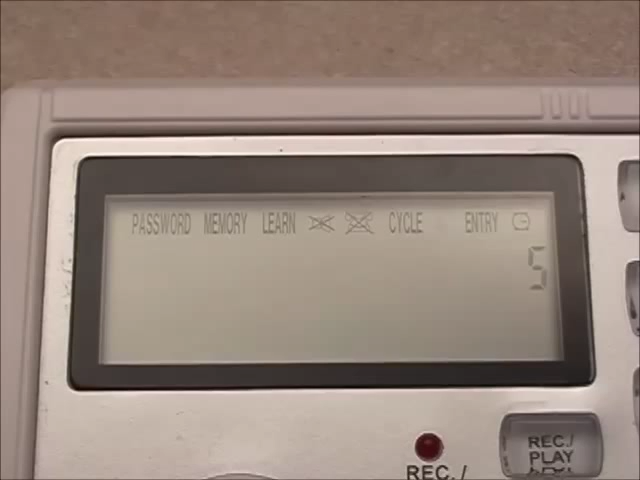 PASSWORD MEMORY LEARN CYCLE ENTRY
5
REC./
REC./
PLAY